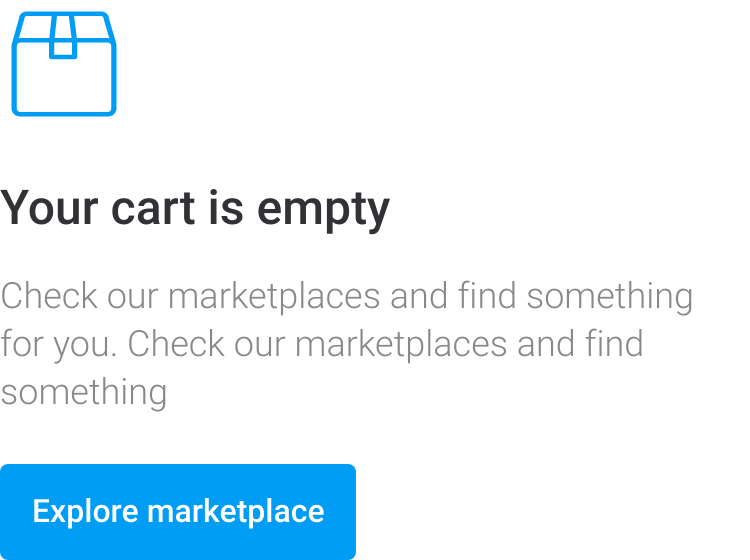 Your cart is empty
Check our marketplaces and find something
for you. Check our marketplaces and find
something
Explore marketplace